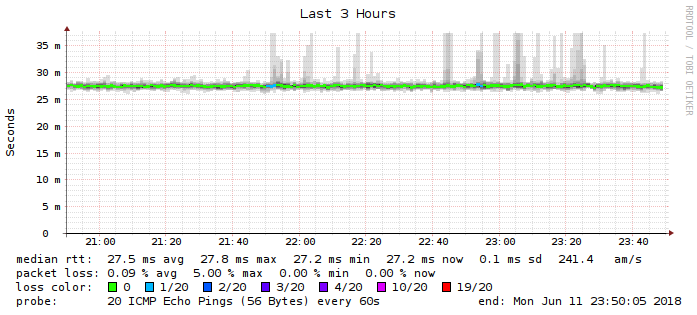 Last 3 Hours
RRDTOOL / TOBI OETIKER
Seconds
35 m
30 m
25 m
20 m
15 m
10 m
5 m
0
21:00 21:20 21:40 22:00 22:20 22:40 23:00 23:20 23:40
median rtt: 27.5 ms avg 27.8 ms max 27.2 ms min 27.2 ms now 0.1 ms sd 241.4 am/s
packet loss: 0.09 % avg 5.00 % max 0.00 % min 0.00 % now
loss color: 0 1/20 2/20 3/20 4/20 10/20 19/20
probe: 20 ICMP Echo Pings (56 Bytes) every 60s end: Mon Jun 11 23:50:05 2018